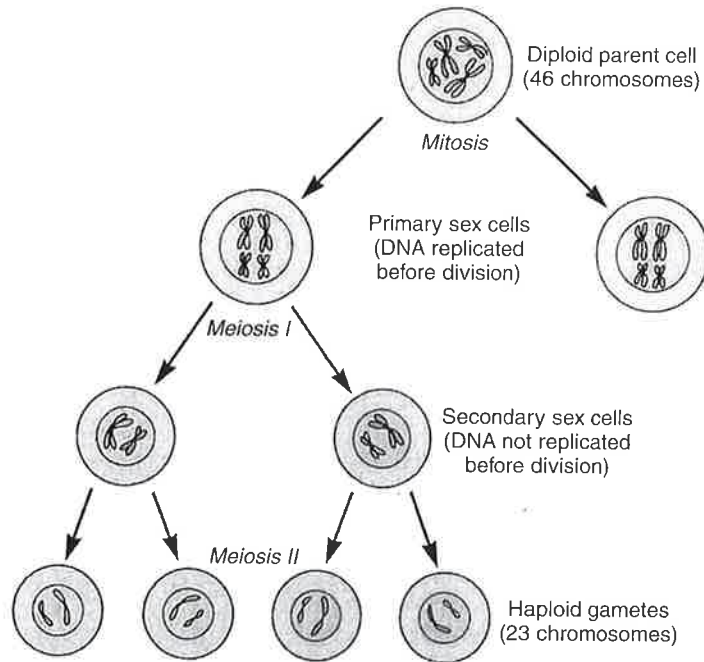 Diploid parent cell
(46 chromosomes)
Mitosis
Primary sex cells
(DNA replicated
before division)
Meiosis I
Secondary sex cells
(DNA not replicated
before division)
Meiosis II
Haploid gametes
(23 chromosomes)